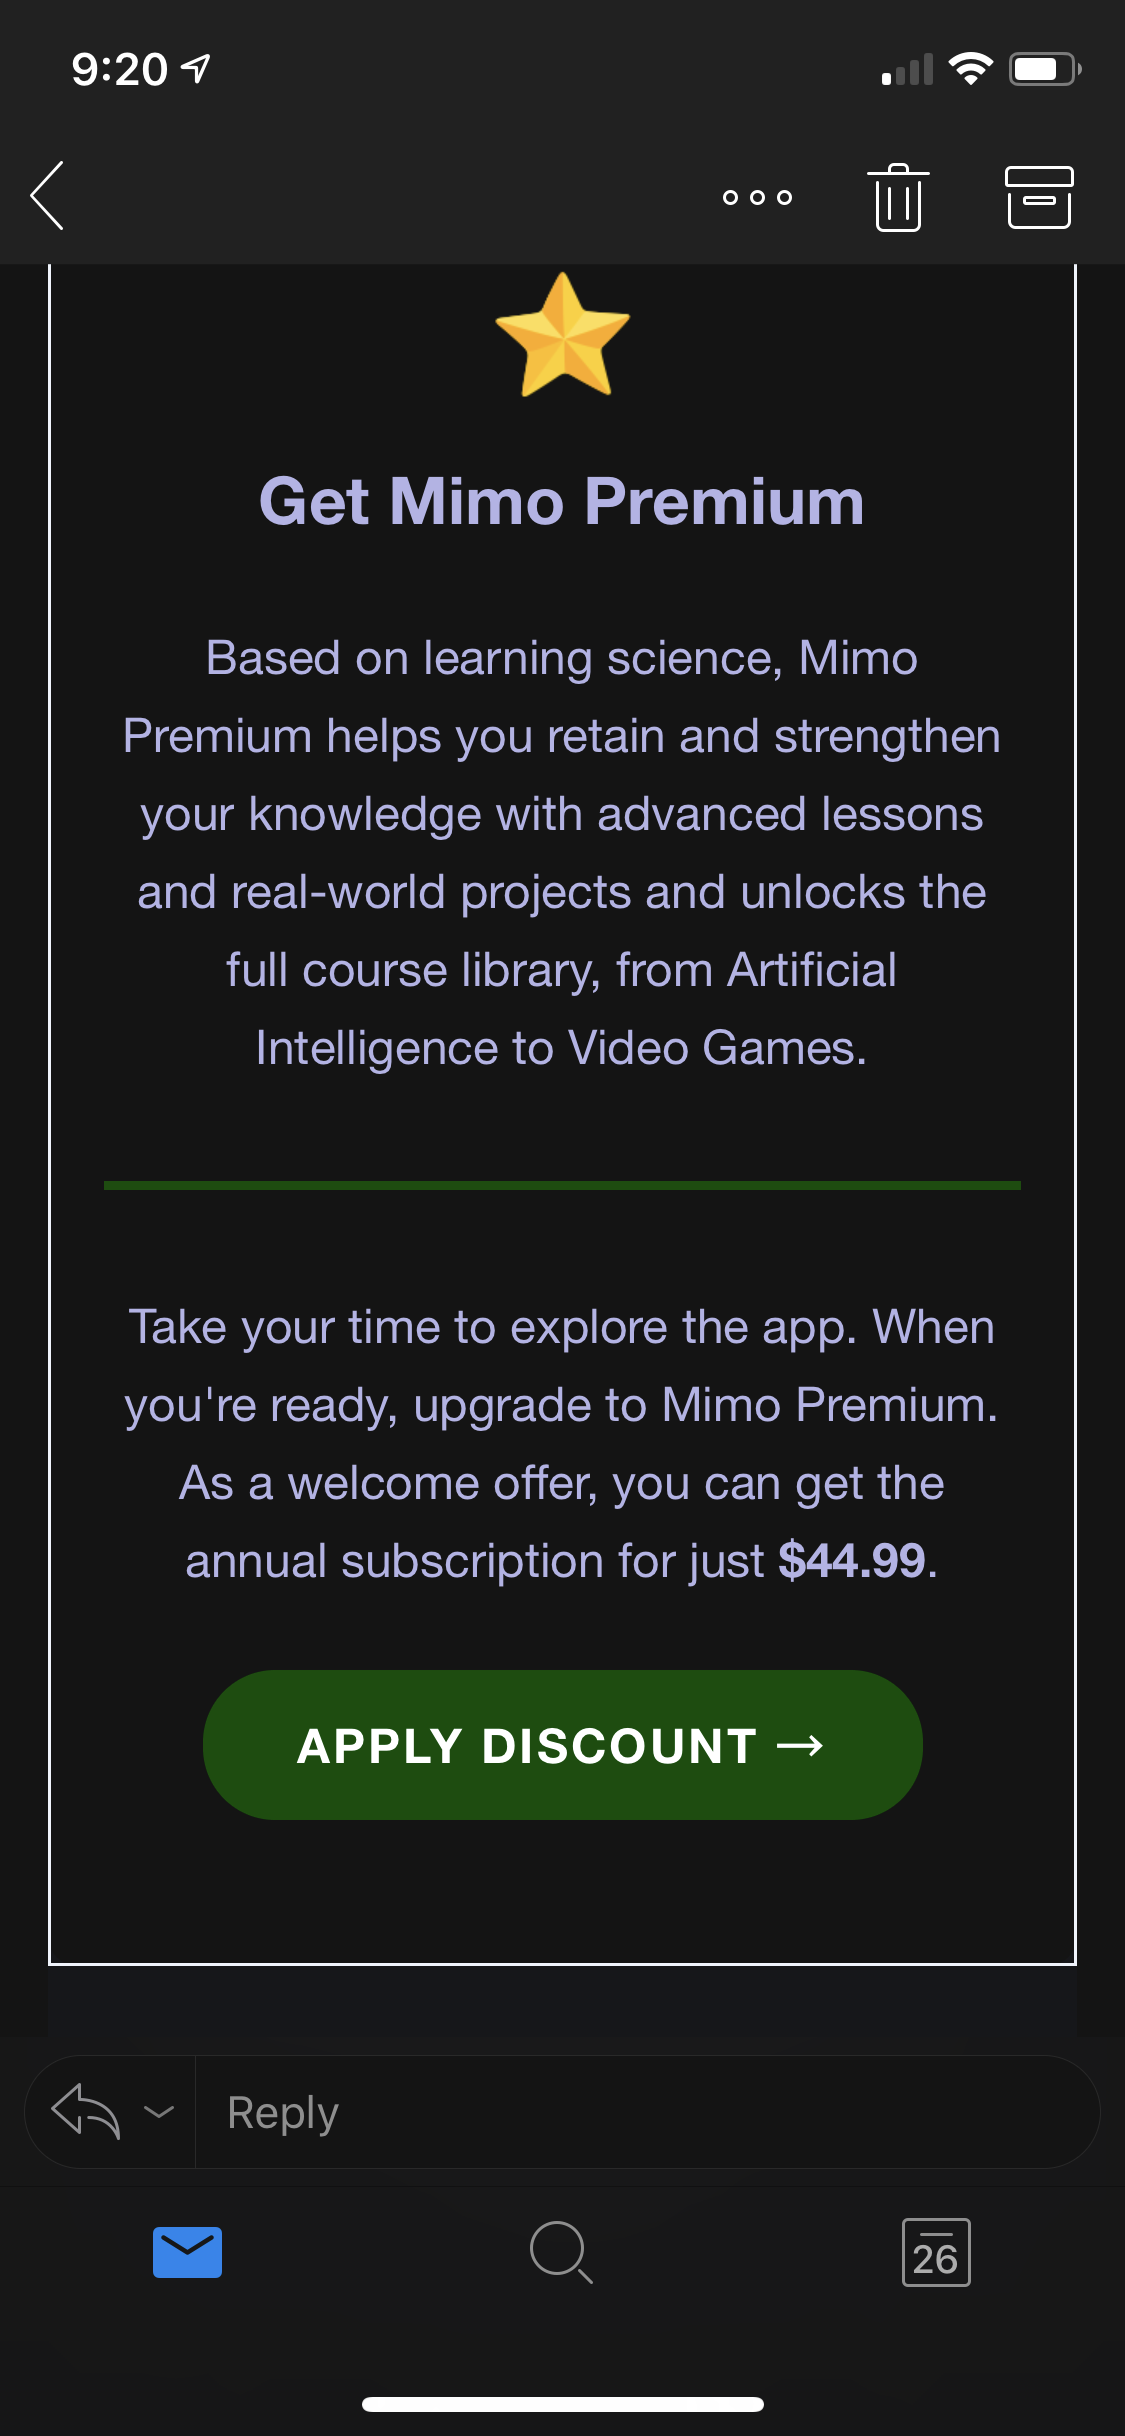 9:20
Get Mimo Premium
Based on learning science, Mimo
Premium helps you retain and strengthen
your knowledge with advanced lessons
and real-world projects and unlocks the
full course library, from Artificial
Intelligence to Video Games.
Take your time to explore the app. When
you're ready, upgrade to Mimo Premium.
As a welcome offer, you can get the
annual subscription for just $44.99.
APPLY DISCOUNT →
Reply
26